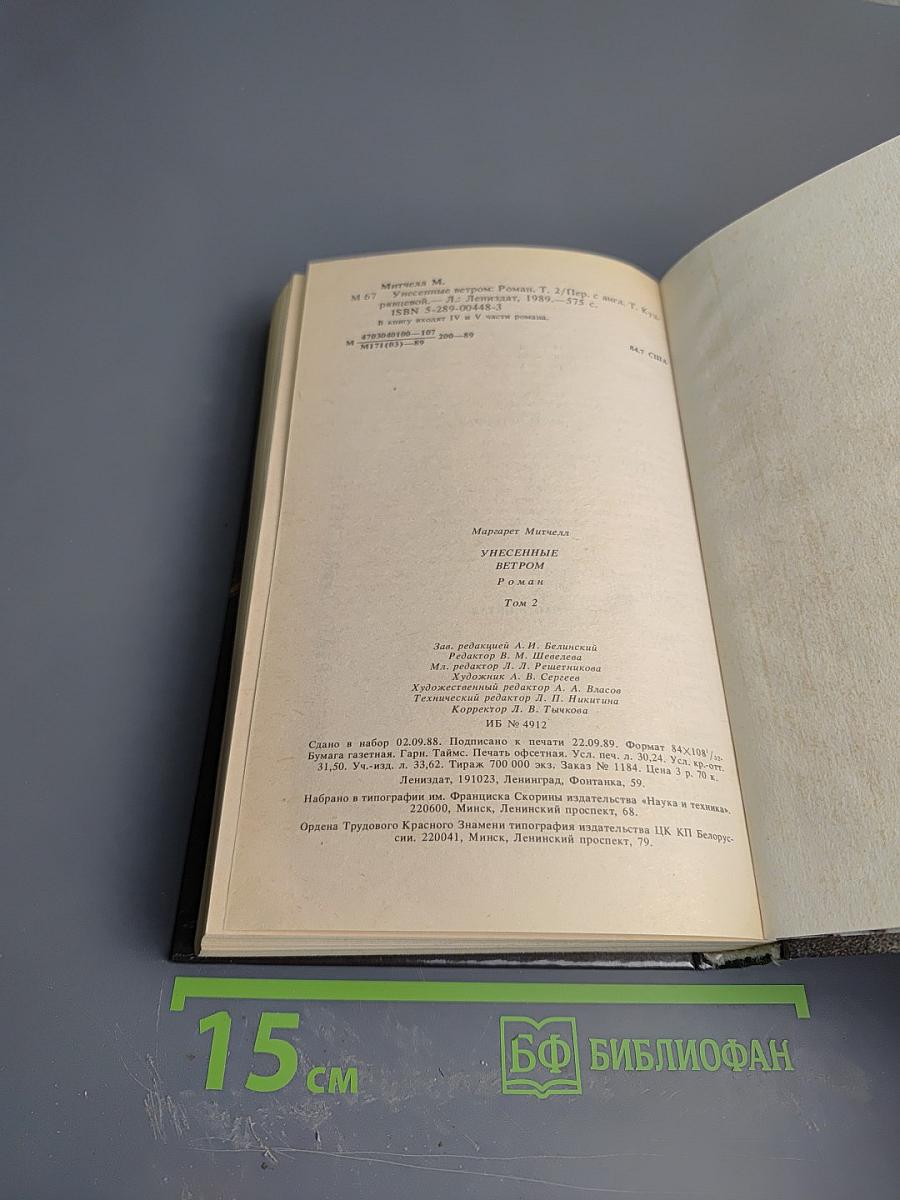 Митчелл М.
М 67 Унесенные ветром: Роман. Т. 2/Пер. с англ. Т. Куд-
рявцевой.— Л.: Лениздат, 1989.—575 с.
ISBN 5-289-00448-3
В книгу входят IV и V части романа.
М 4703040100—107 200—89
М171(03)—89
84.7 США
Маргарет Митчелл
УНЕСЕННЫЕ
ВЕТРОМ
Роман
Том 2
Зав. редакцией А. И. Белинский
Редактор В. М. Шевелева
Мл. редактор Л. Л. Решетникова
Художник А. В. Сергеев
Художественный редактор А. А. Власов
Технический редактор Л. П. Никитина
Корректор Л. В. Тычкова
ИБ № 4912
Сдано в набор 02.09.88. Подписано к печати 22.09.89. Формат 84×108¹/₃₂.
Бумага газетная. Гарн. Таймс. Печать офсетная. Усл. печ. л. 30,24. Усл. кр.-отт.
31,50. Уч.-изд. л. 33,62. Тираж 700 000 экз. Заказ № 1184. Цена 3 р. 70 к.
Лениздат, 191023, Ленинград, Фонтанка, 59.
Набрано в типографии им. Франциска Скорины издательства «Наука и техника».
220600, Минск, Ленинский проспект, 68.
Ордена Трудового Красного Знамени типография издательства ЦК КП Белорус-
сии. 220041, Минск, Ленинский проспект, 79.
15 см
БФ БИБЛИОФАН